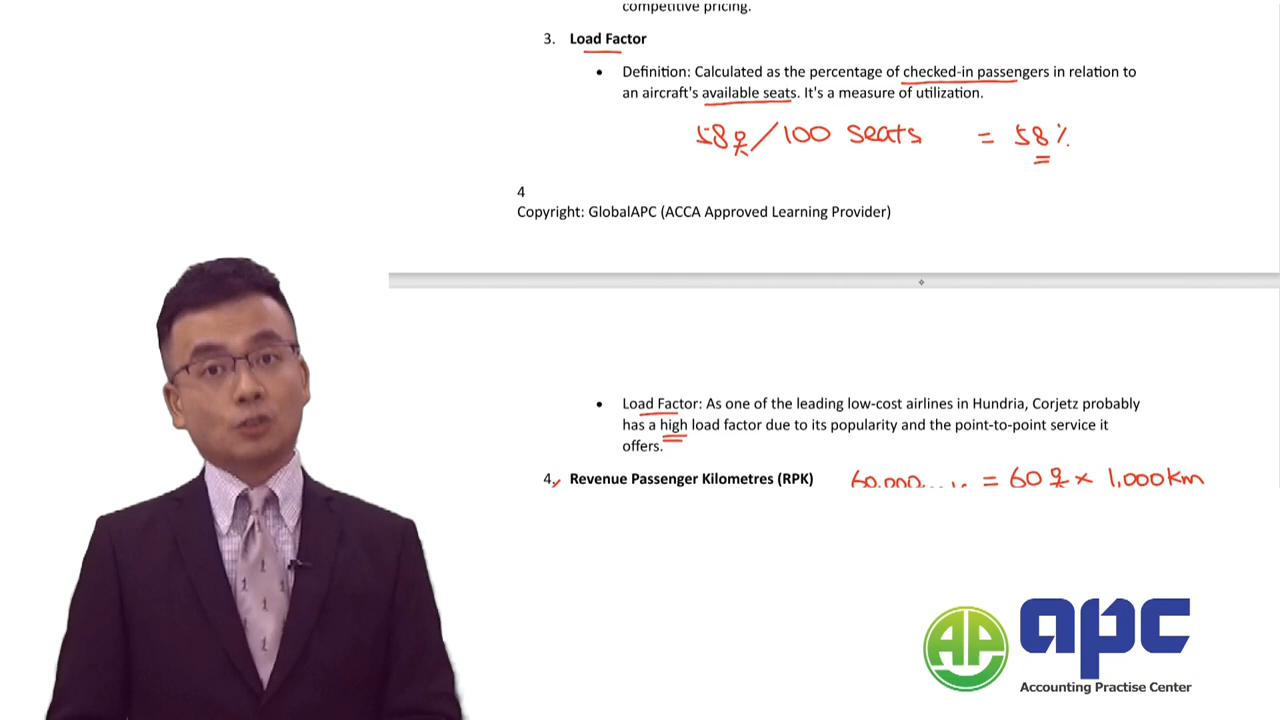 competitive pricing.
3. Load Factor
• Definition: Calculated as the percentage of checked-in passengers in relation to
an aircraft's available seats. It's a measure of utilization.
58 / 100 seats = 58%
4
Copyright: GlobalAPC (ACCA Approved Learning Provider)
• Load Factor: As one of the leading low-cost airlines in Hundria, Corjetz probably
has a high load factor due to its popularity and the point-to-point service it
offers.
4. Revenue Passenger Kilometres (RPK) 60,000 = 60 × 1,000km
AP
apc
Accounting Practise Center